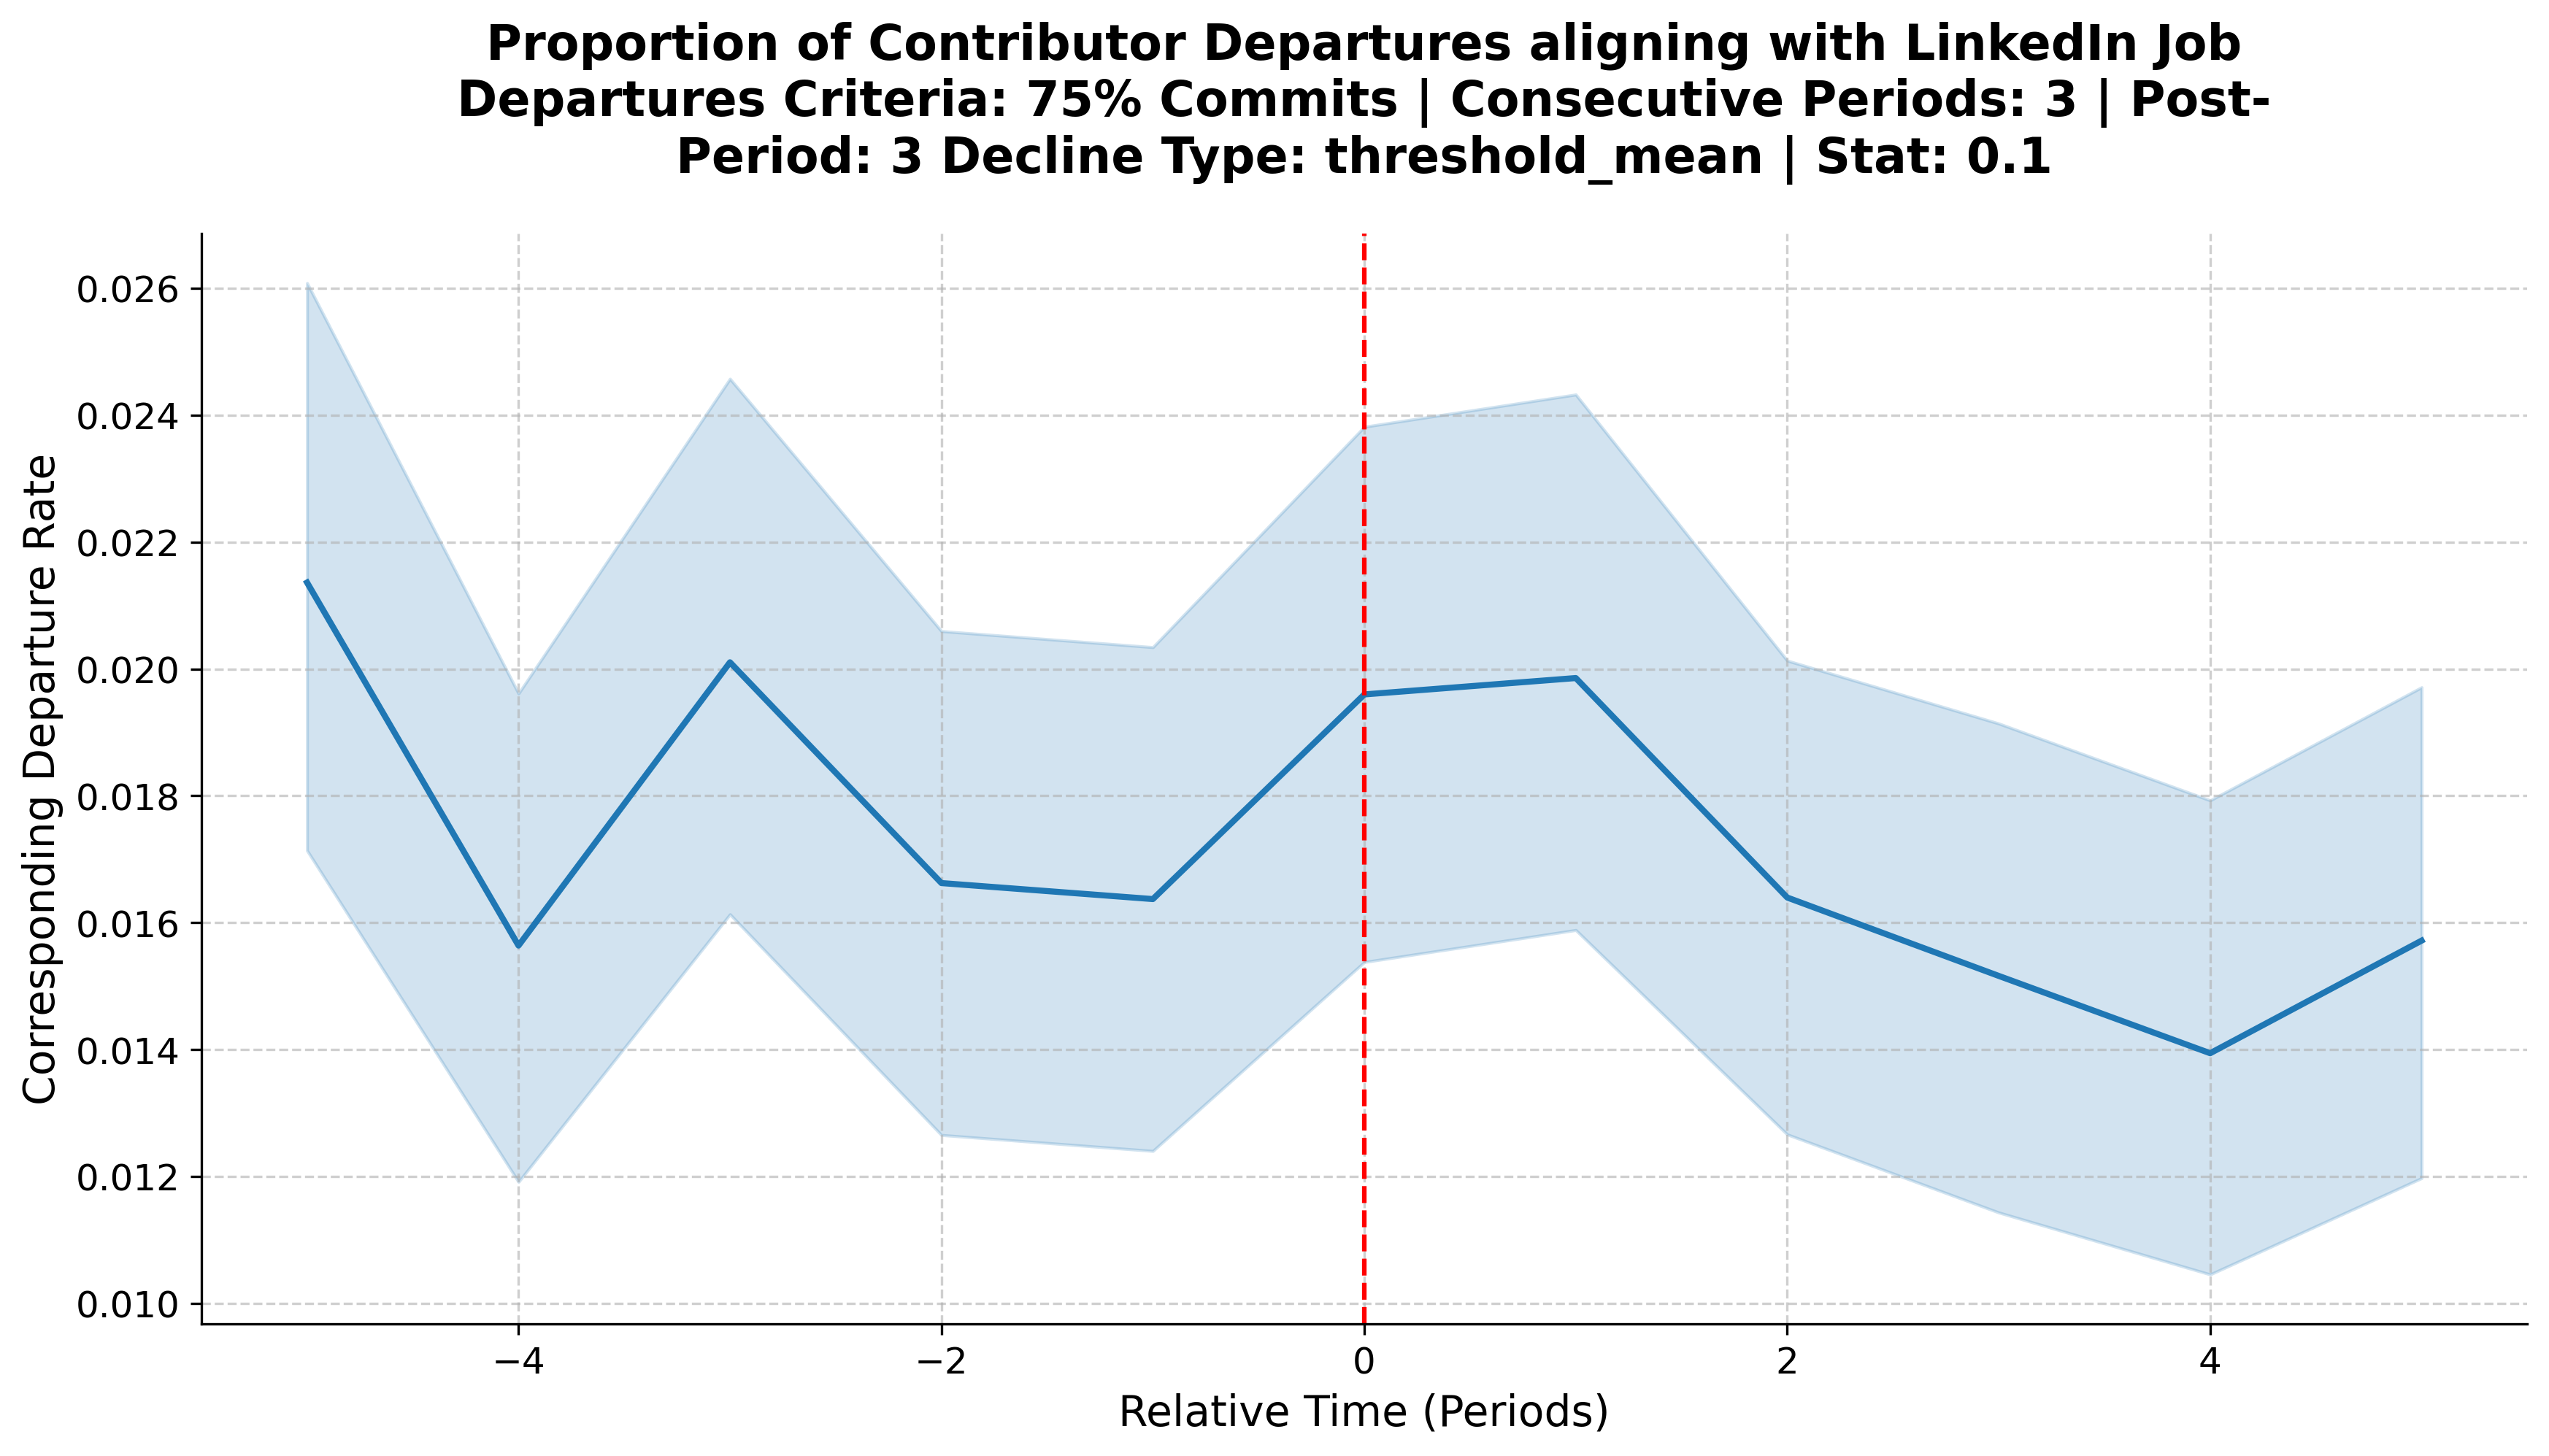 Proportion of Contributor Departures aligning with LinkedIn Job
Departures Criteria: 75% Commits | Consecutive Periods: 3 | Post-
Period: 3 Decline Type: threshold_mean | Stat: 0.1
Corresponding Departure Rate
0.026
0.024
0.022
0.020
0.018
0.016
0.014
0.012
0.010
−4
−2
0
2
4
Relative Time (Periods)